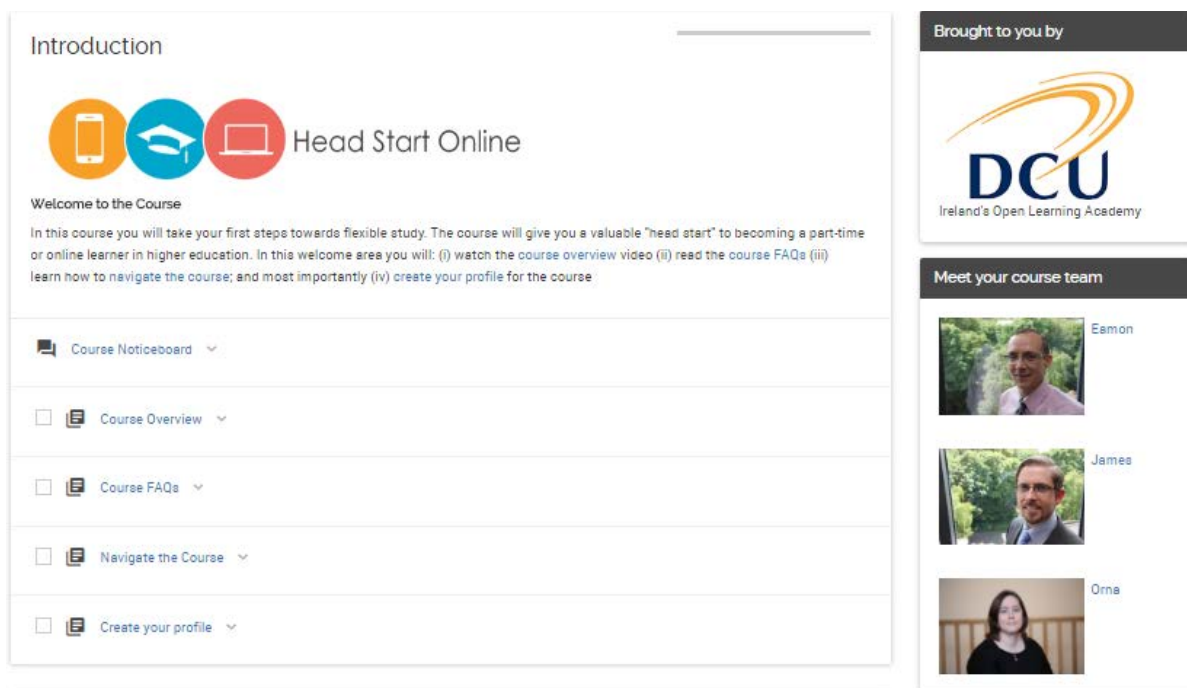 Introduction
Head Start Online
Welcome to the Course
In this course you will take your first steps towards flexible study. The course will give you a valuable "head start" to becoming a part-time
or online learner in higher education. In this welcome area you will: (i) watch the course overview video (ii) read the course FAQs (iii)
learn how to navigate the course; and most importantly (iv) create your profile for the course
Course Noticeboard
Course Overview
Course FAQs
Navigate the Course
Create your profile
Brought to you by
DCU
Ireland's Open Learning Academy
Meet your course team
Eamon
James
Orna